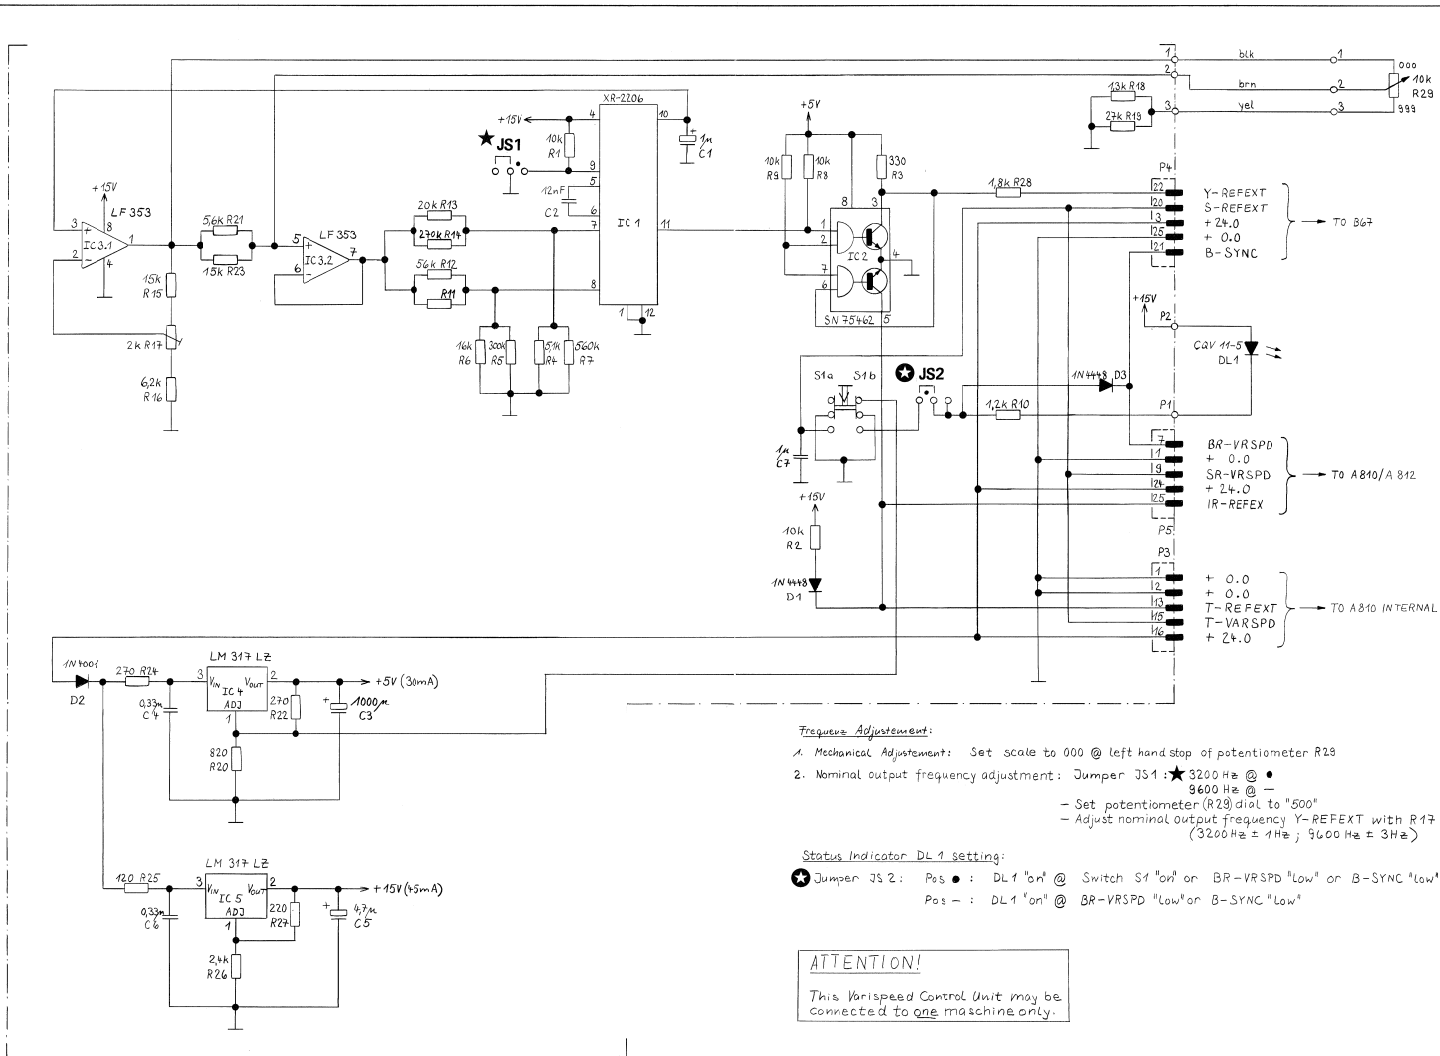 1 blk 1
2 brn 2
3 yel 3
000
10k
R29
999
1,3k R18
27k R19
XR-2206
+15V
4
10
★ JS1
10k
R1
+
1µ
C1
9
5
12nF
C2
6
7
IC 1
11
8
1
12
+5V
10k
R9
10k
R8
330
R3
8
3
1
2
IC 2
4
7
6
SN 75462
5
P4
1,8k R28
22 Y-REFEXT
20 S-REFEXT
3 +24.0
25 + 0.0
21 B-SYNC
TO B67
+15V
LF 353
3
8
+
IC3.1
1
2
−
4
5,6k R21
15k R23
15k
R15
2k R17
6,2k
R16
LF 353
5
+
IC3.2
7
6
−
20k R13
270k R14
56k R12
R11
16k
R6
300k
R5
5,1k
R4
560k
R7
+15V
P2
CQV 11-5
DL1
S1a S1b
★ JS2
1N4448 D3
1,2k R10
P1
1µ
C7
7 BR-VRSPD
1 + 0.0
9 SR-VRSPD
24 + 24.0
25 IR-REFEX
TO A810/A 812
P5
+15V
10k
R2
1N4448
D1
P3
1 + 0.0
2 + 0.0
13 T-REFEXT
15 T-VARSPD
16 + 24.0
TO A810 INTERNAL
1N4001
D2
270 R24
LM 317 LZ
3
VIN VOUT
IC 4
ADJ
2
1
+5V (30mA)
0,33µ
C4
270
R22
+
1000µ
C3
820
R20
LM 317 LZ
120 R25
3
VIN VOUT
IC 5
ADJ
2
1
+15V (45mA)
0,33µ
C6
220
R27
+
4,7µ
C5
2,4k
R26
Frequenz Adjustement:
1. Mechanical Adjustement: Set scale to 000 @ left hand stop of potentiometer R29
2. Nominal output frequency adjustment: Jumper JS1 : ★ 3200 Hz @ ●
9600 Hz @ —
— Set potentiometer (R29) dial to "500"
— Adjust nominal output frequency Y-REFEXT with R17
(3200Hz ± 1Hz ; 9600 Hz ± 3Hz)
Status Indicator DL 1 setting:
★ Jumper JS 2: Pos ● : DL1 "on" @ Switch S1 "on" or BR-VRSPD "low" or B-SYNC "low"
Pos — : DL1 "on" @ BR-VRSPD "low" or B-SYNC "low"
ATTENTION!
This Varispeed Control Unit may be
connected to one maschine only.